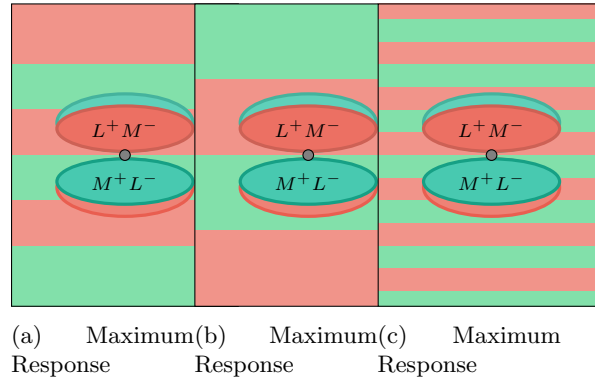 L⁺M⁻ L⁺M⁻ L⁺M⁻
M⁺L⁻ M⁺L⁻ M⁺L⁻
(a) Maximum
Response
(b) Maximum
Response
(c) Maximum
Response